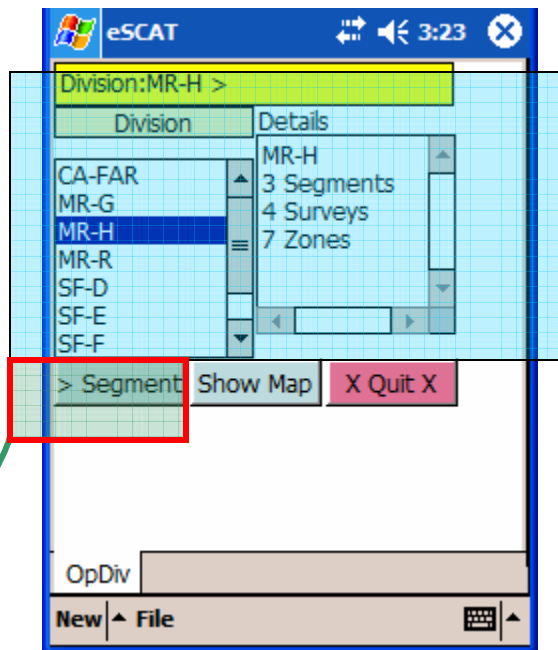 eSCAT 3:23
Division:MR-H >
Division
Details
CA-FAR
MR-G
MR-H
MR-R
SF-D
SF-E
SF-F
MR-H
3 Segments
4 Surveys
7 Zones
> Segment Show Map X Quit X
OpDiv
New File